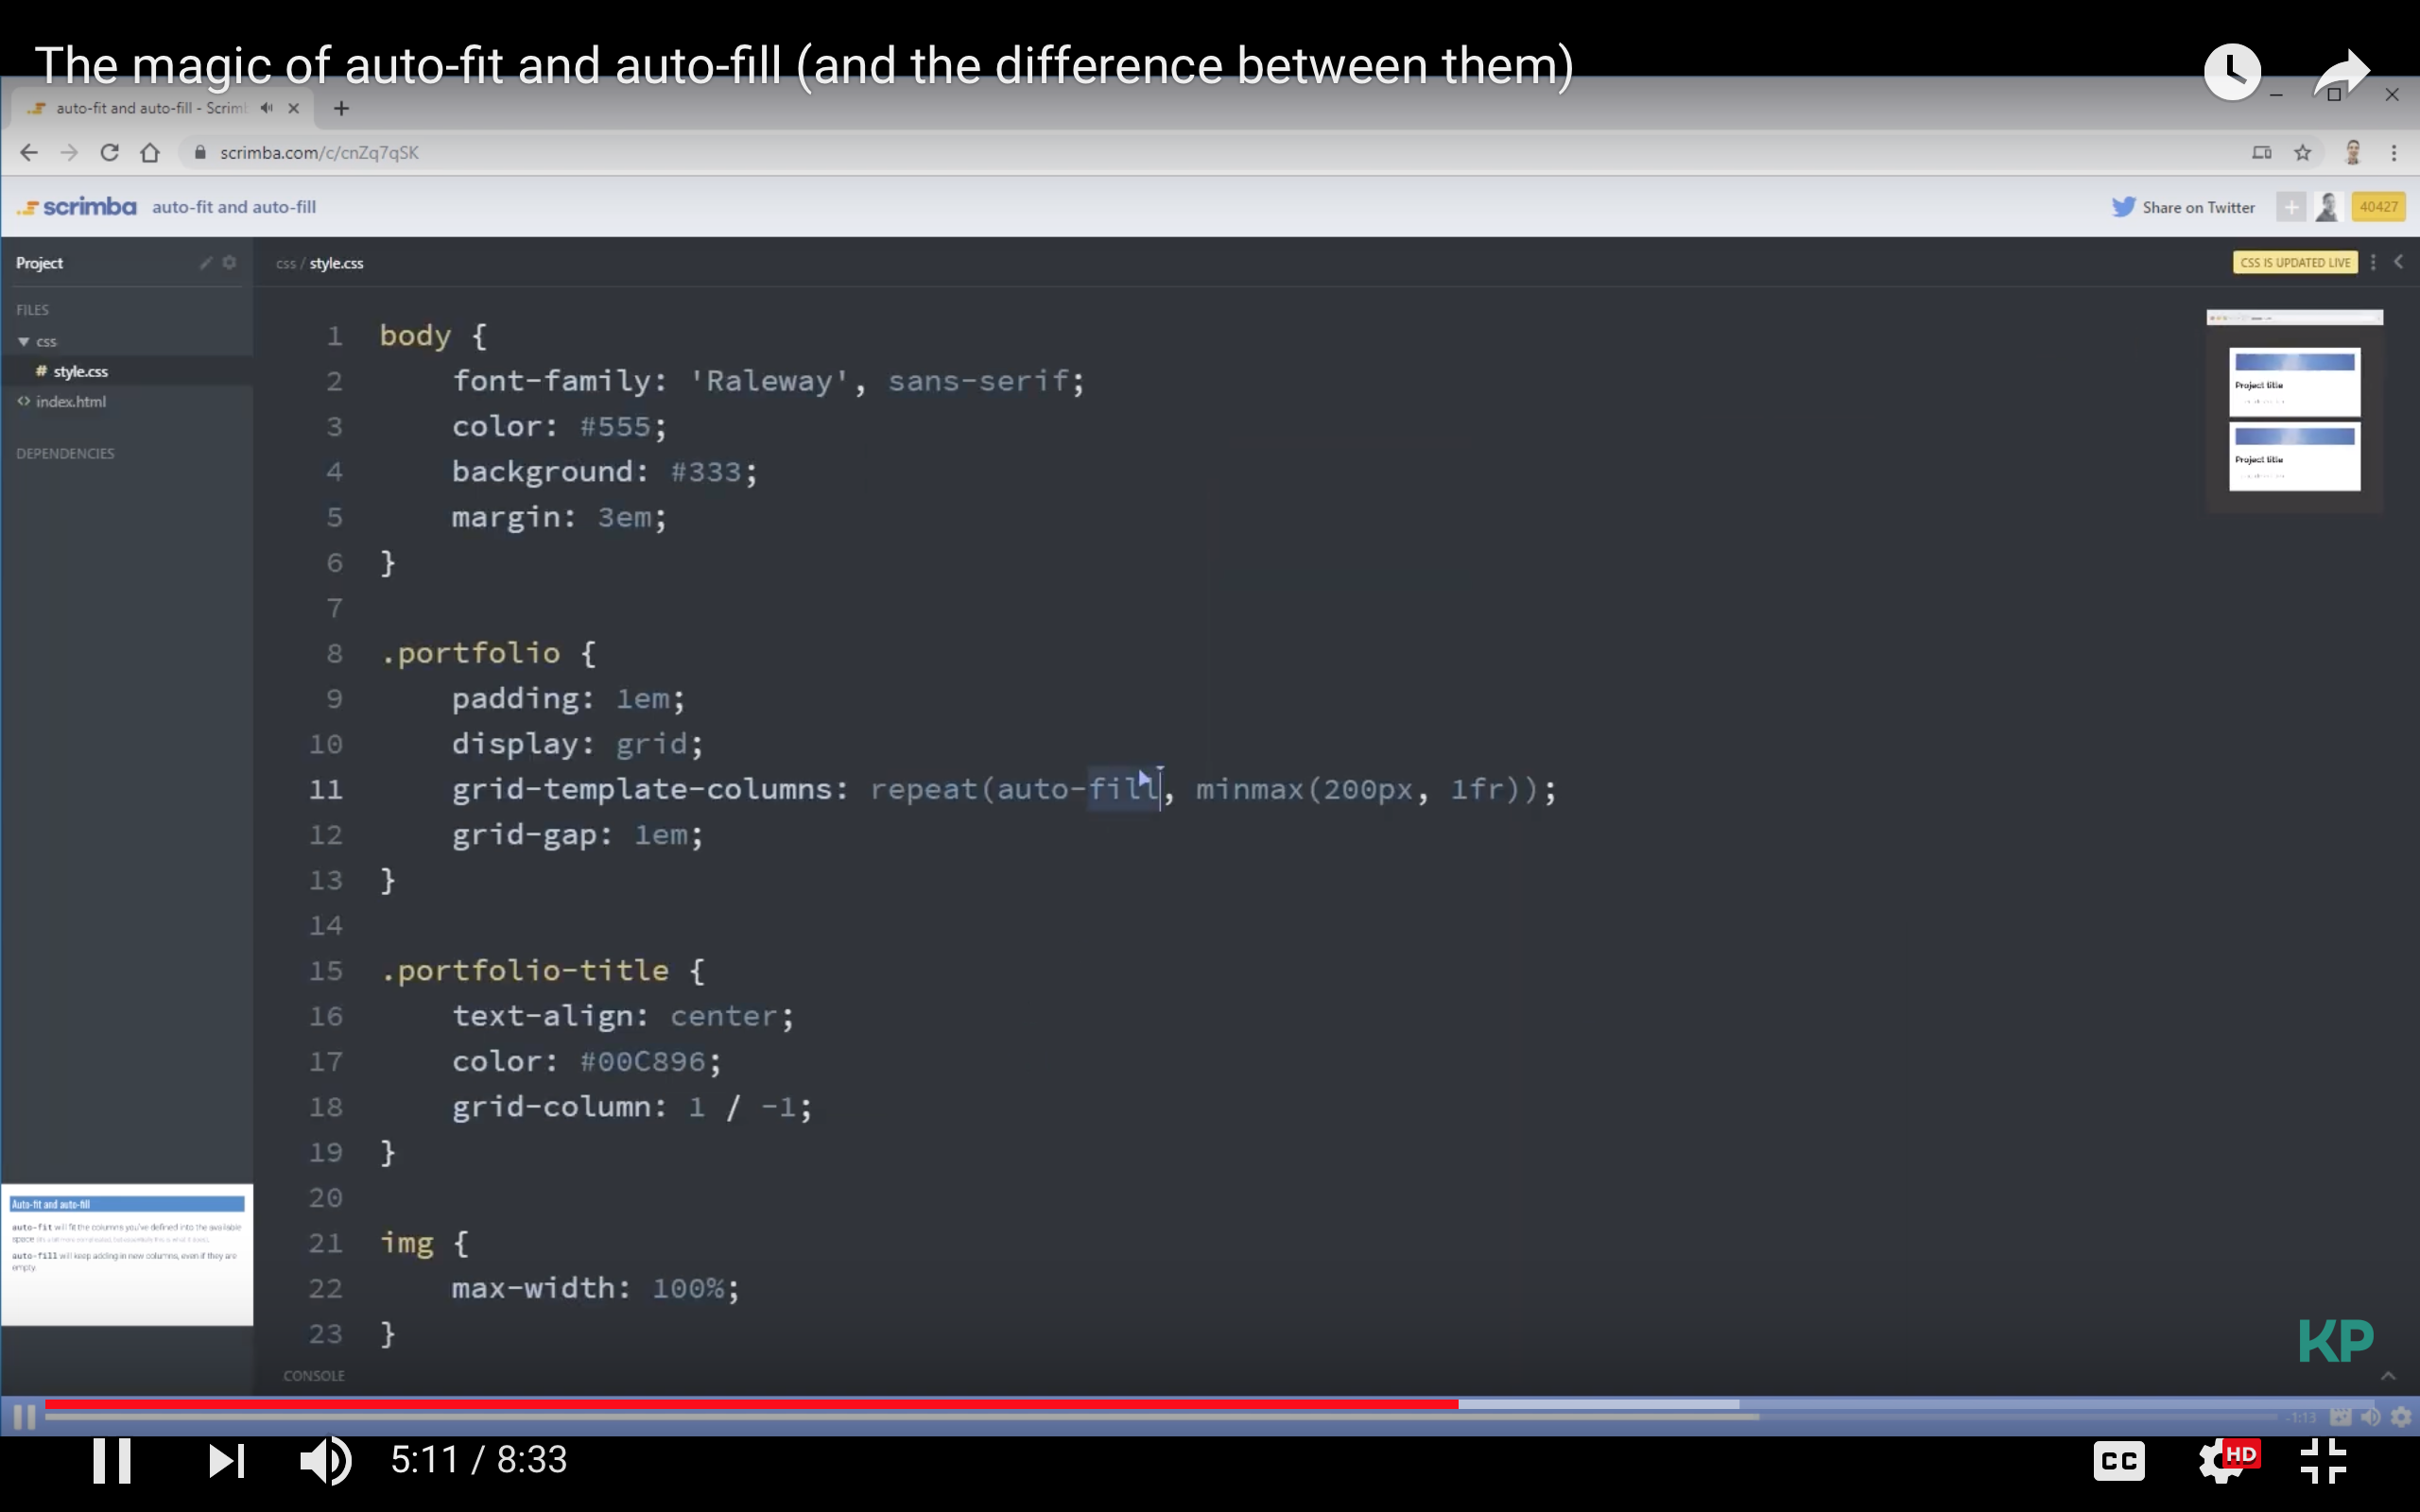 The magic of auto-fit and auto-fill (and the difference between them)
auto-fit and auto-fill - Scrim
scrimba.com/c/cnZq7qSK
scrimba auto-fit and auto-fill
Share on Twitter
40427
Project
css / style.css
CSS IS UPDATED LIVE
FILES
css
# style.css
<> index.html
DEPENDENCIES
1 body {
2 font-family: 'Raleway', sans-serif;
3 color: #555;
4 background: #333;
5 margin: 3em;
6 }
7
8 .portfolio {
9 padding: 1em;
10 display: grid;
11 grid-template-columns: repeat(auto-fill, minmax(200px, 1fr));
12 grid-gap: 1em;
13 }
14
15 .portfolio-title {
16 text-align: center;
17 color: #00C896;
18 grid-column: 1 / -1;
19 }
20
21 img {
22 max-width: 100%;
23 }
Project title
Project title
Auto-fit and auto-fill
auto-fit will fit the columns you've defined into the available
space
auto-fill will keep adding in new columns, even if they are
empty.
KP
CONSOLE
-1:13
5:11 / 8:33
CC
HD